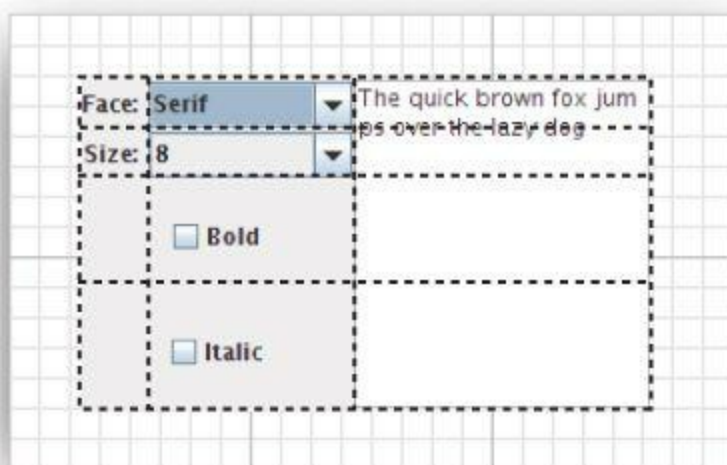 Face: Serif
The quick brown fox jum
ps over the lazy dog
Size: 8
Bold
Italic